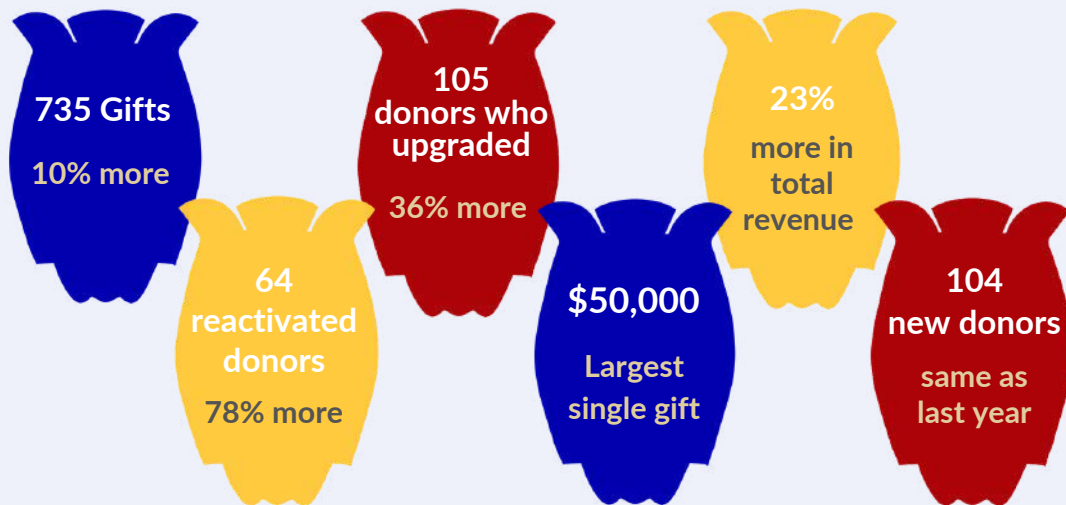 735 Gifts
10% more
105
donors who
upgraded
36% more
23%
more in
total
revenue
64
reactivated
donors
78% more
$50,000
Largest
single gift
104
new donors
same as
last year